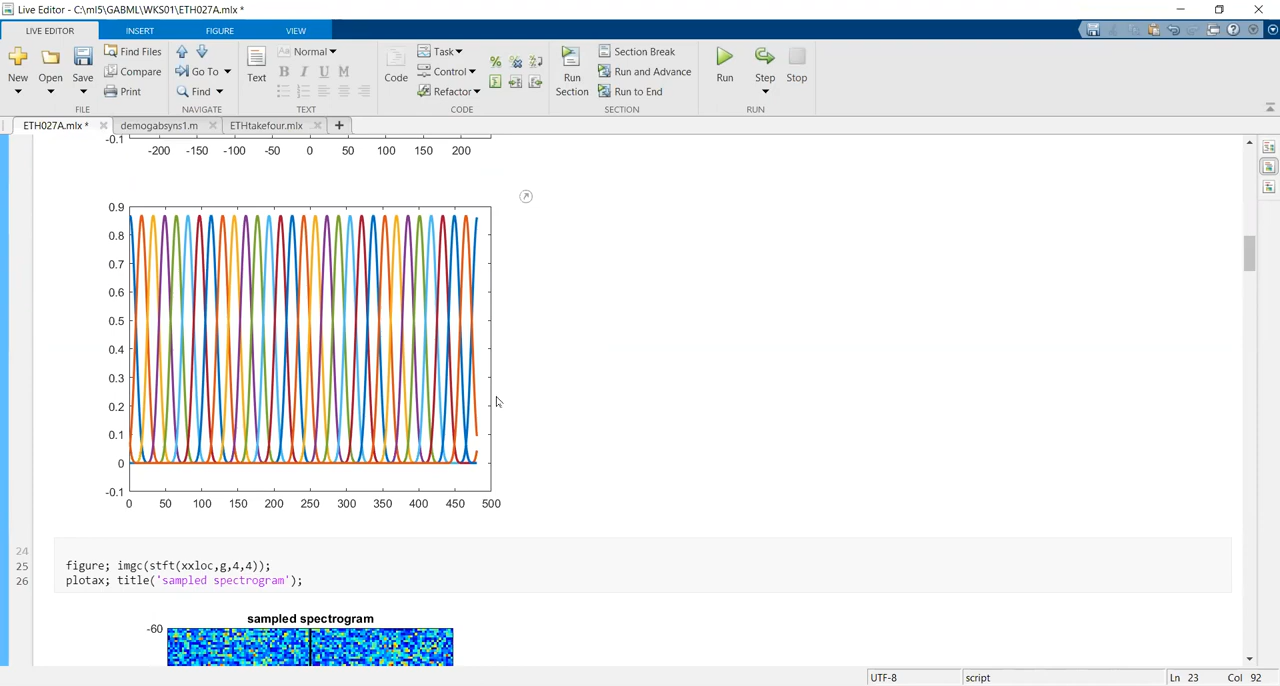 Live Editor - C:\ml5\GABML\WKS01\ETH027A.mlx *
LIVE EDITOR INSERT FIGURE VIEW
New Open Save Find Files Compare Print
FILE
Go To Find
NAVIGATE
Text Normal B I U M
TEXT
Code Task Control Refactor
CODE
Run Section Section Break Run and Advance Run to End
SECTION
Run Step Stop
RUN
ETH027A.mlx * demogabsyns1.m ETHtakefour.mlx
-0.1
-200 -150 -100 -50 0 50 100 150 200
0.9
0.8
0.7
0.6
0.5
0.4
0.3
0.2
0.1
0
-0.1
0 50 100 150 200 250 300 350 400 450 500
24
25 figure; imgc(stft(xxloc,g,4,4));
26 plotax; title('sampled spectrogram');
sampled spectrogram
-60
UTF-8 script Ln 23 Col 92